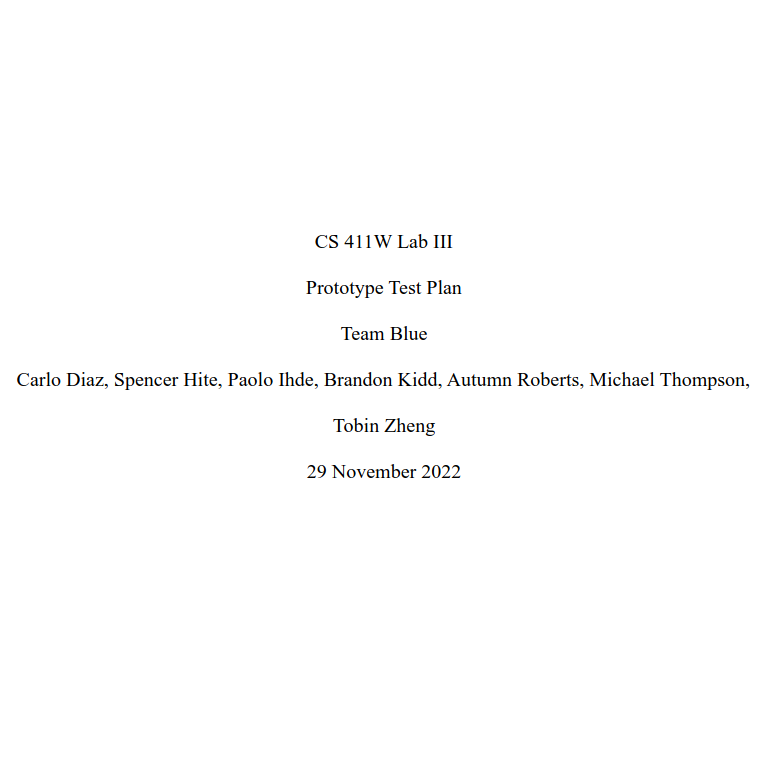 CS 411W Lab III
Prototype Test Plan
Team Blue
Carlo Diaz, Spencer Hite, Paolo Ihde, Brandon Kidd, Autumn Roberts, Michael Thompson,
Tobin Zheng
29 November 2022